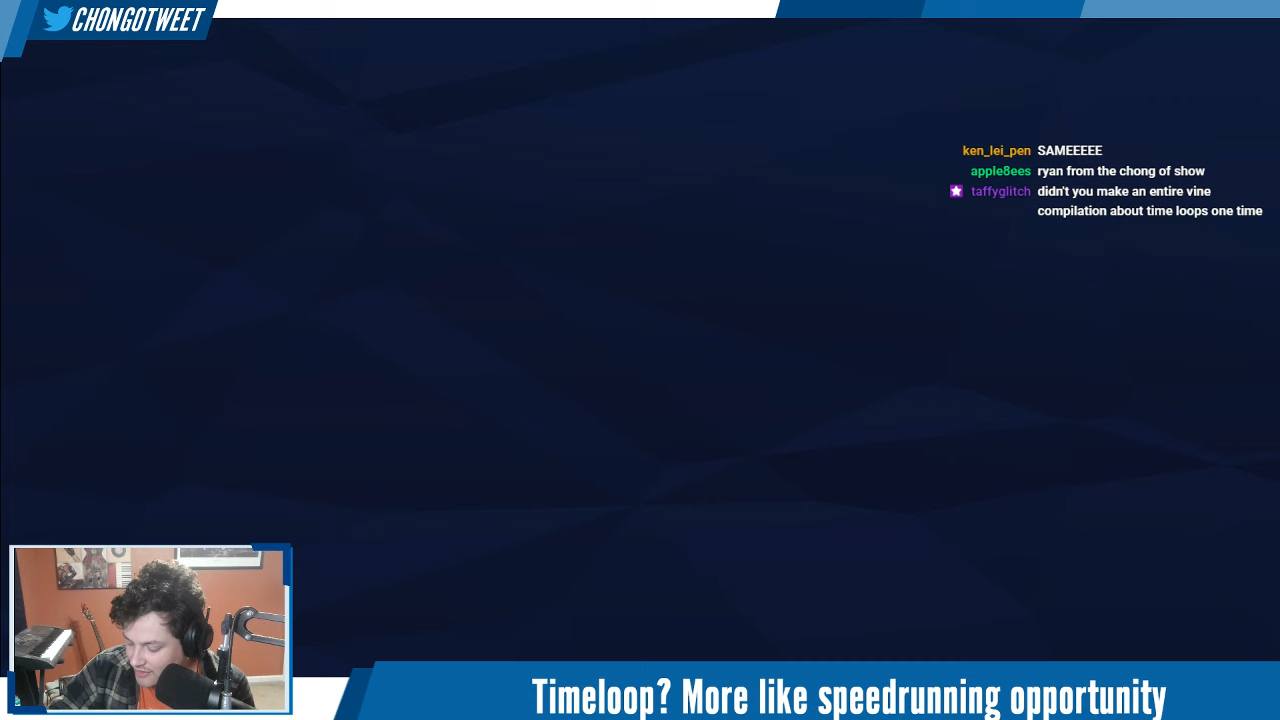 CHONGOTWEET
ken_lei_pen SAMEEEEE
apple8ees ryan from the chong of show
taffyglitch didn't you make an entire vine
compilation about time loops one time
Timeloop? More like speedrunning opportunity